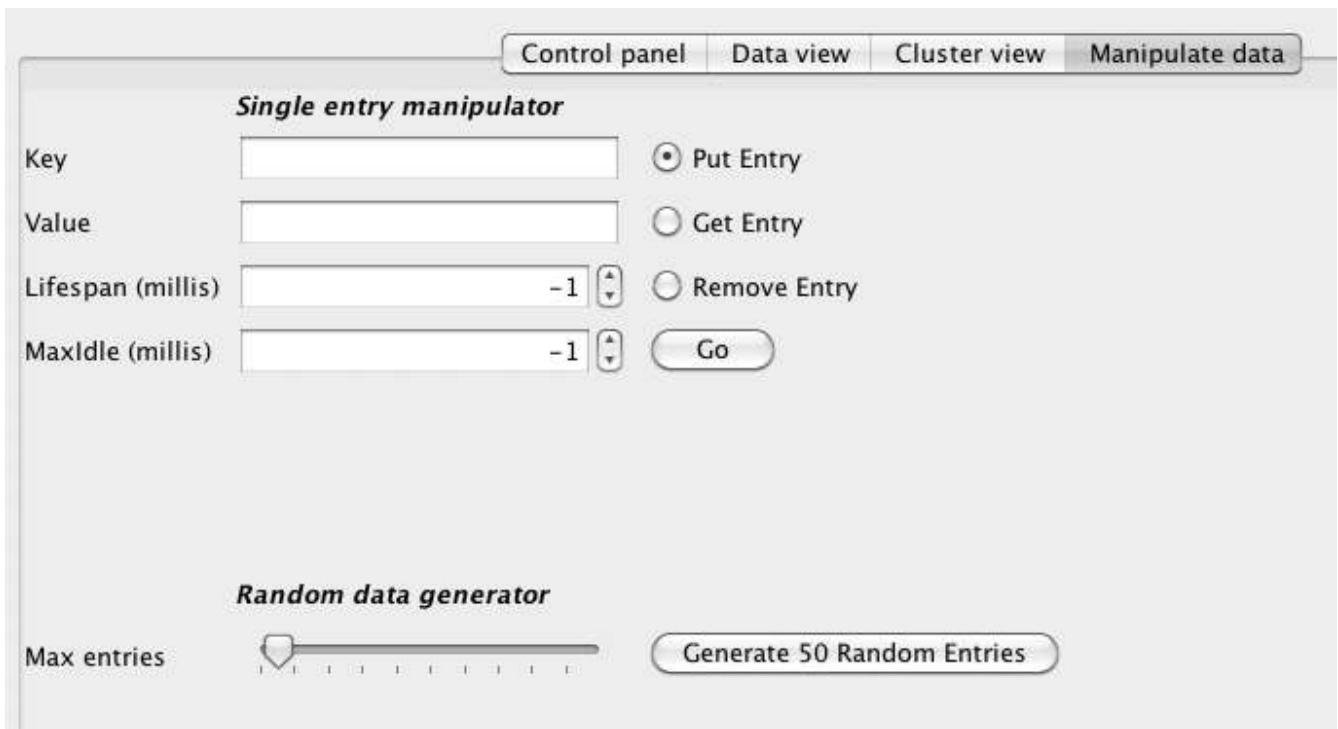 Control panel Data view Cluster view Manipulate data
Single entry manipulator
Key Put Entry
Value Get Entry
Lifespan (millis) -1 Remove Entry
MaxIdle (millis) -1 Go
Random data generator
Max entries Generate 50 Random Entries